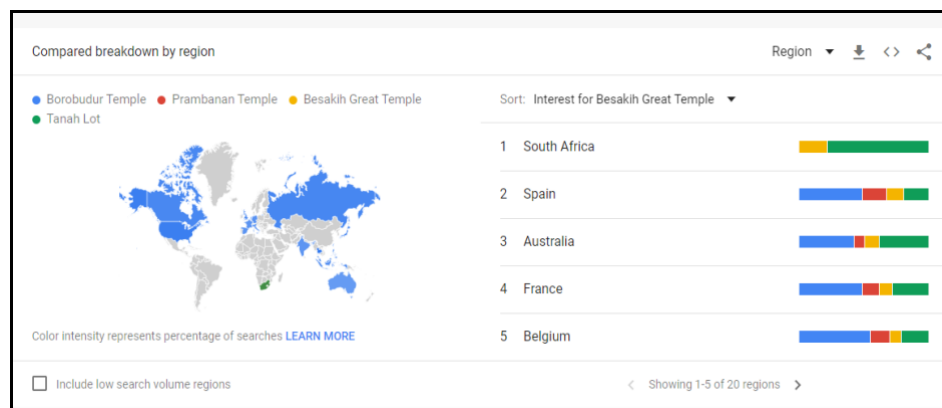 Compared breakdown by region
Region
Borobudur Temple Prambanan Temple Besakih Great Temple
Tanah Lot
Sort: Interest for Besakih Great Temple
1 South Africa
2 Spain
3 Australia
4 France
5 Belgium
Color intensity represents percentage of searches LEARN MORE
Include low search volume regions
Showing 1-5 of 20 regions